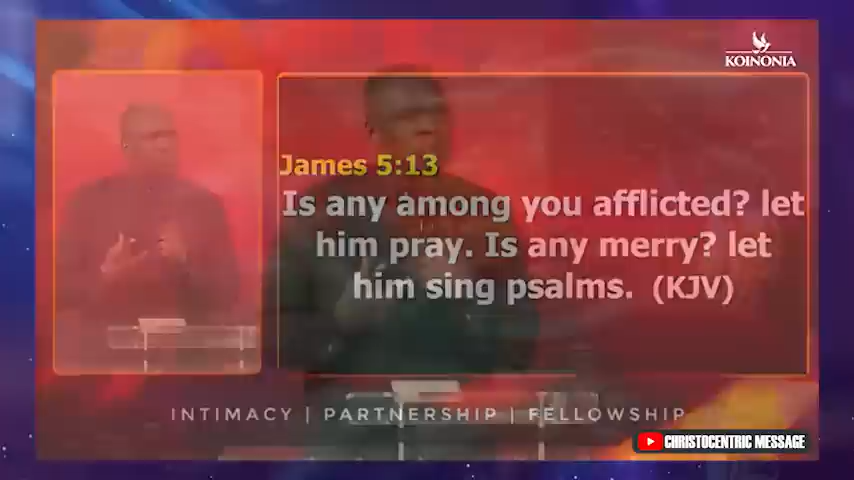 KOINONIA
James 5:13
Is any among you afflicted? let
him pray. Is any merry? let
him sing psalms. (KJV)
INTIMACY | PARTNERSHIP | FELLOWSHIP
CHRISTOCENTRIC MESSAGE